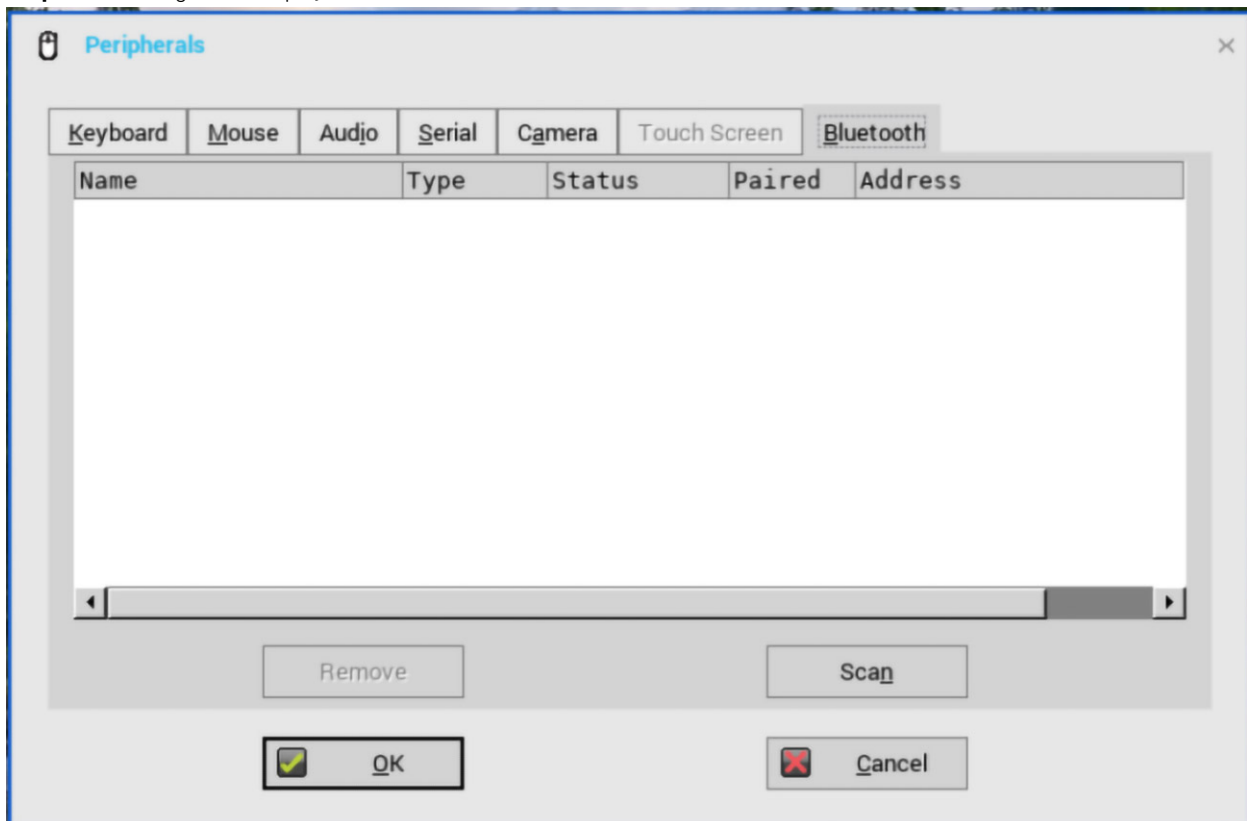 Peripherals
Keyboard Mouse Audio Serial Camera Touch Screen Bluetooth
Name Type Status Paired Address
Remove Scan
OK Cancel